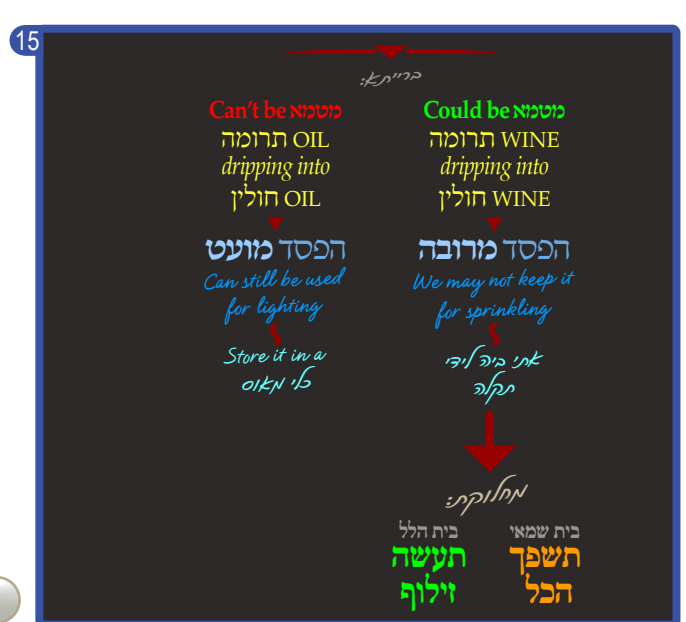 15
ברייתא:
Could be מטמא
תרומה WINE
dripping into
חולין WINE
הפסד מרובה
We may not keep it
for sprinkling
אתי ביה לידי
תקלה
Can't be מטמא
תרומה OIL
dripping into
חולין OIL
הפסד מועט
Can still be used
for lighting
Store it in a
כלי מאוס
מחלוקת:
בית שמאי
תשפך
הכל
בית הלל
תעשה
זילוף